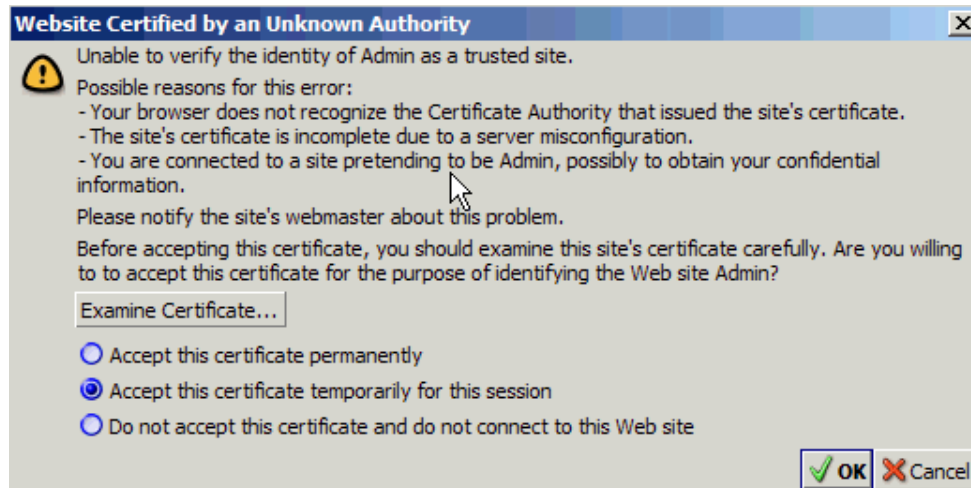 Website Certified by an Unknown Authority
Unable to verify the identity of Admin as a trusted site.
Possible reasons for this error:
- Your browser does not recognize the Certificate Authority that issued the site's certificate.
- The site's certificate is incomplete due to a server misconfiguration.
- You are connected to a site pretending to be Admin, possibly to obtain your confidential
information.
Please notify the site's webmaster about this problem.
Before accepting this certificate, you should examine this site's certificate carefully. Are you willing
to to accept this certificate for the purpose of identifying the Web site Admin?
Examine Certificate...
Accept this certificate permanently
Accept this certificate temporarily for this session
Do not accept this certificate and do not connect to this Web site
OK Cancel